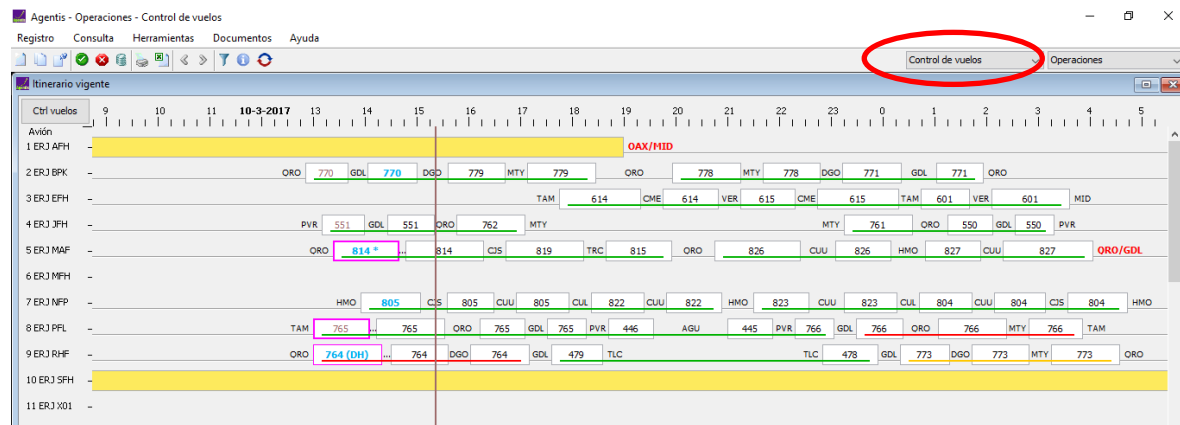 Agentis - Operaciones - Control de vuelos
Registro Consulta Herramientas Documentos Ayuda
Control de vuelos Operaciones
Itinerario vigente
Ctrl vuelos 9 10 11 10-3-2017 13 14 15 16 17 18 19 20 21 22 23 0 1 2 3 4 5
Avión
1 ERJ AFH OAX/MID
2 ERJ BPK ORO 770 GDL 770 DGO 779 MTY 779 ORO 778 MTY 778 DGO 771 GDL 771 ORO
3 ERJ EFH TAM 614 CME 614 VER 615 CME 615 TAM 601 VER 601 MID
4 ERJ JFH PVR 551 GDL 551 ORO 762 MTY MTY 761 ORO 550 GDL 550 PVR
5 ERJ MAF ORO 814 * ... 814 CJS 819 TRC 815 ORO 826 CUU 826 HMO 827 CUU 827 QRO/GDL
6 ERJ MFH
7 ERJ NFP HMO 805 CJS 805 CUU 805 CUL 822 CUU 822 HMO 823 CUU 823 CUL 804 CUU 804 CJS 804 HMO
8 ERJ PFL TAM 765 ... 765 ORO 765 GDL 765 PVR 446 AGU 445 PVR 766 GDL 766 ORO 766 MTY 766 TAM
9 ERJ RHF ORO 764 (DH) ... 764 DGO 764 GDL 479 TLC TLC 478 GDL 773 DGO 773 MTY 773 ORO
10 ERJ SFH
11 ERJ X01